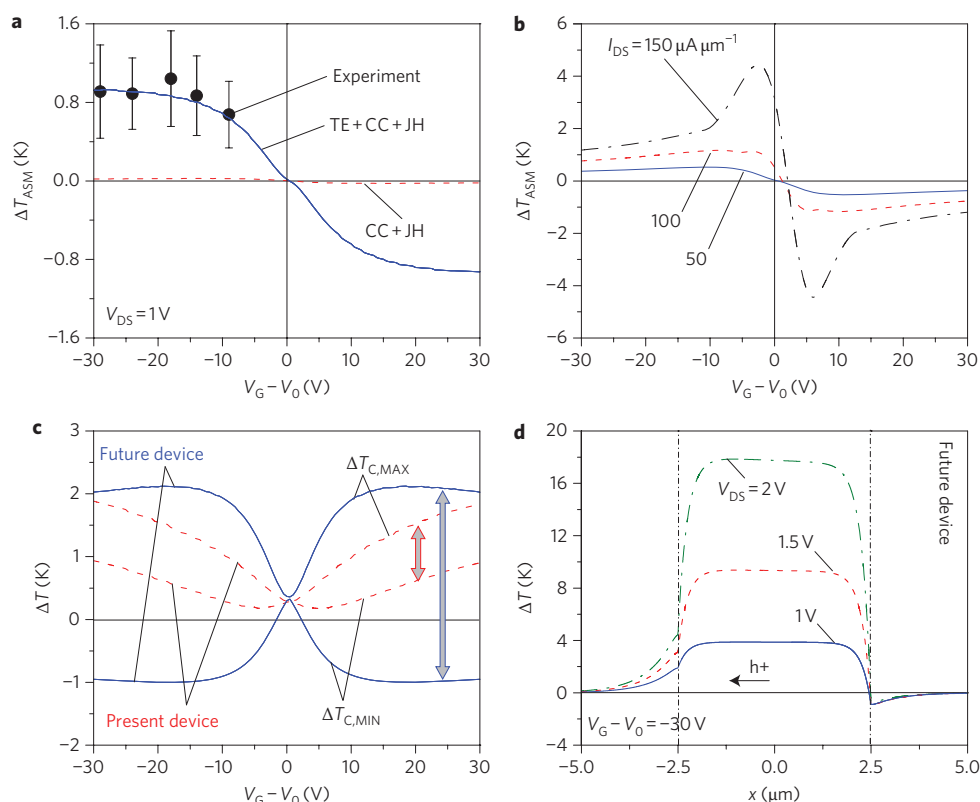 a
1.6
0.8
0.0
−0.8
−1.6
ΔT_ASM (K)
Experiment
TE + CC + JH
CC + JH
V_DS = 1 V
−30 −20 −10 0 10 20 30
V_G − V_0 (V)
b
6
4
2
0
−2
−4
−6
ΔT_ASM (K)
I_DS = 150 μA μm⁻¹
100
50
−30 −20 −10 0 10 20 30
V_G − V_0 (V)
c
3
2
1
0
−1
−2
ΔT (K)
Future device
ΔT_C,MAX
Present device
ΔT_C,MIN
−30 −20 −10 0 10 20 30
V_G − V_0 (V)
d
20
16
12
8
4
0
−4
ΔT (K)
Future device
V_DS = 2 V
1.5 V
1 V
h+
V_G − V_0 = −30 V
−5.0 −2.5 0.0 2.5 5.0
x (μm)